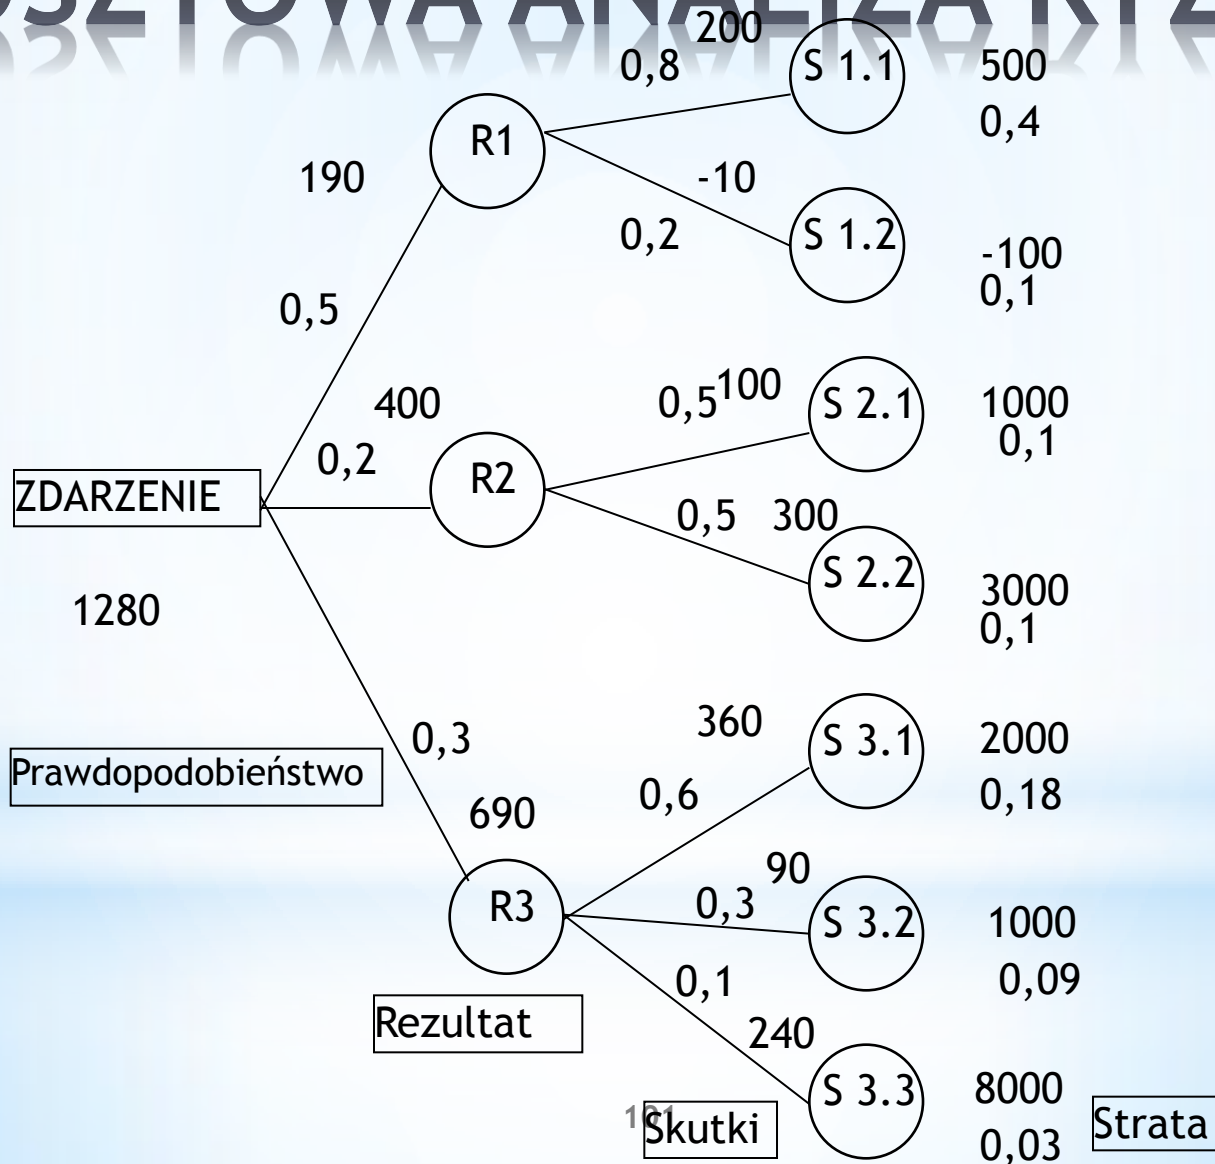 200
0,8
S 1.1
500
0,4
R1
190
-10
0,2
S 1.2
-100
0,1
0,5
400
0,2
R2
0,5
100
S 2.1
1000
0,1
ZDARZENIE
0,5
300
S 2.2
3000
0,1
1280
360
S 3.1
2000
0,18
0,3
0,6
Prawdopodobieństwo
690
R3
90
0,3
S 3.2
1000
0,09
0,1
240
Rezultat
S 3.3
8000
0,03
Skutki
Strata